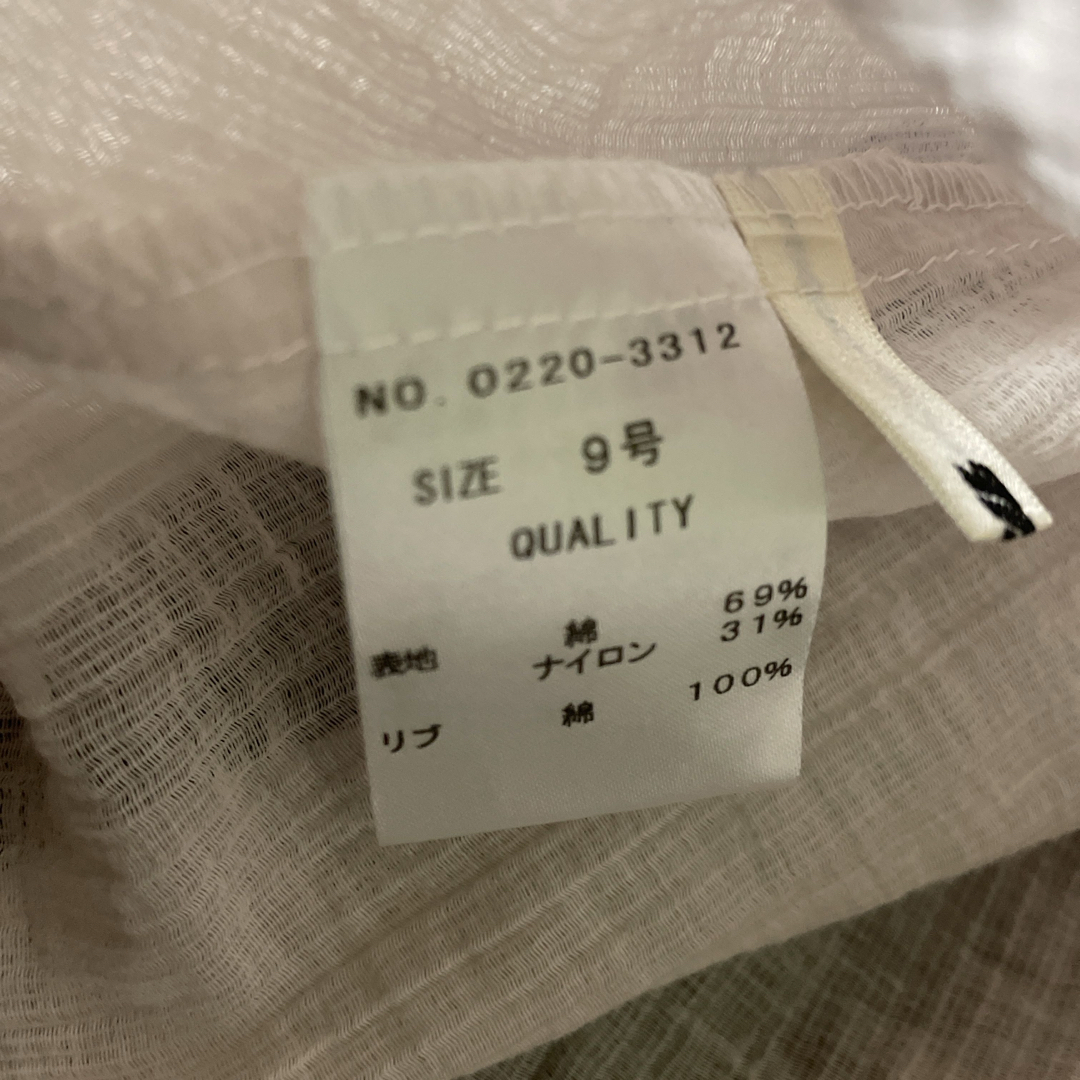 NO. 0220-3312
SIZE 9号
QUALITY
表地 綿 69%
ナイロン 31%
リブ 綿 100%